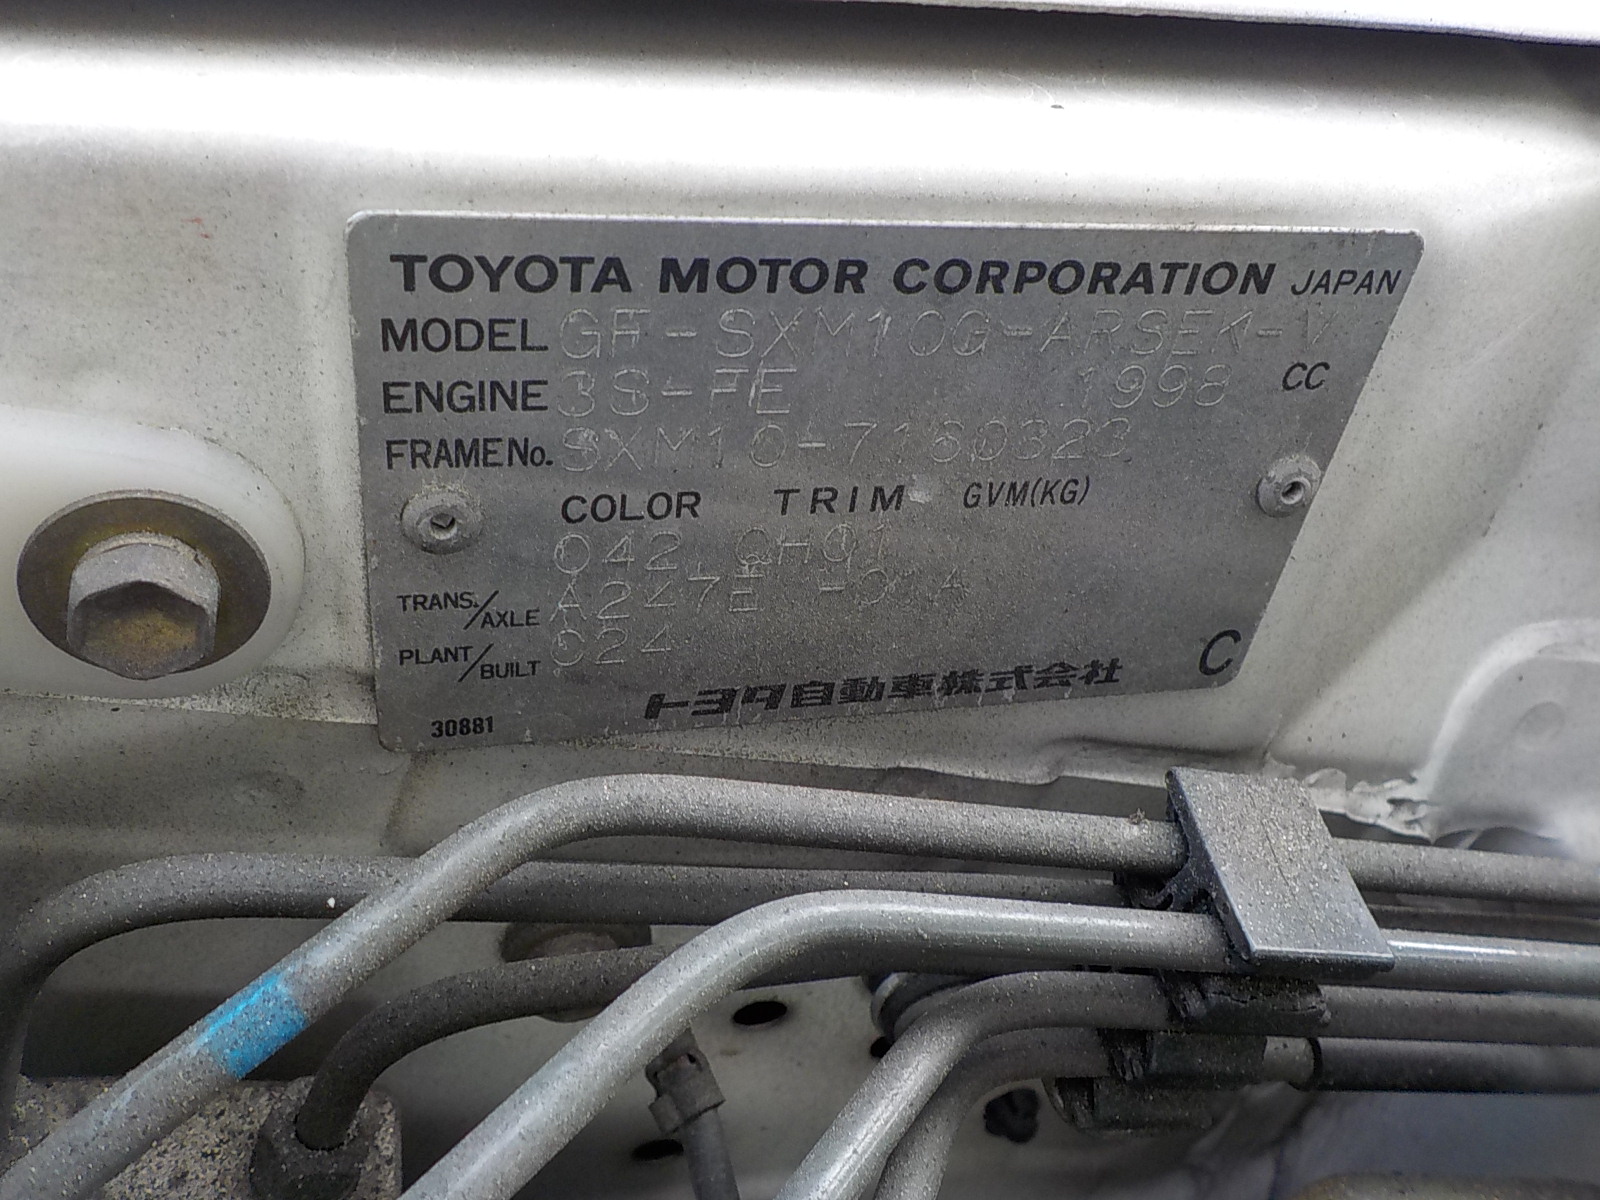 TOYOTA MOTOR CORPORATION JAPAN
MODEL GF-SXM10G-ARSEK-V
ENGINE 3S-FE 1998 CC
FRAME No. SXM10-7160323
COLOR TRIM GVM(KG)
042
TRANS./AXLE A247E
PLANT/BUILT 024
C
トヨタ自動車株式会社
30881